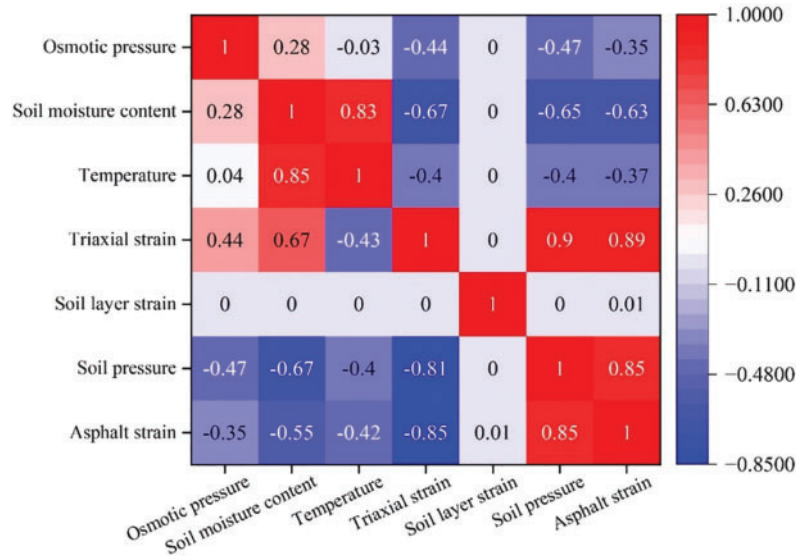 Osmotic pressure 1 0.28 -0.03 -0.44 0 -0.47 -0.35
Soil moisture content 0.28 1 0.83 -0.67 0 -0.65 -0.63
Temperature 0.04 0.85 1 -0.4 0 -0.4 -0.37
Triaxial strain 0.44 0.67 -0.43 1 0 0.9 0.89
Soil layer strain 0 0 0 0 1 0 0.01
Soil pressure -0.47 -0.67 -0.4 -0.81 0 1 0.85
Asphalt strain -0.35 -0.55 -0.42 -0.85 0.01 0.85 1
Osmotic pressure
Soil moisture content
Temperature
Triaxial strain
Soil layer strain
Soil pressure
Asphalt strain
1.0000
0.6300
0.2600
−0.1100
−0.4800
−0.8500